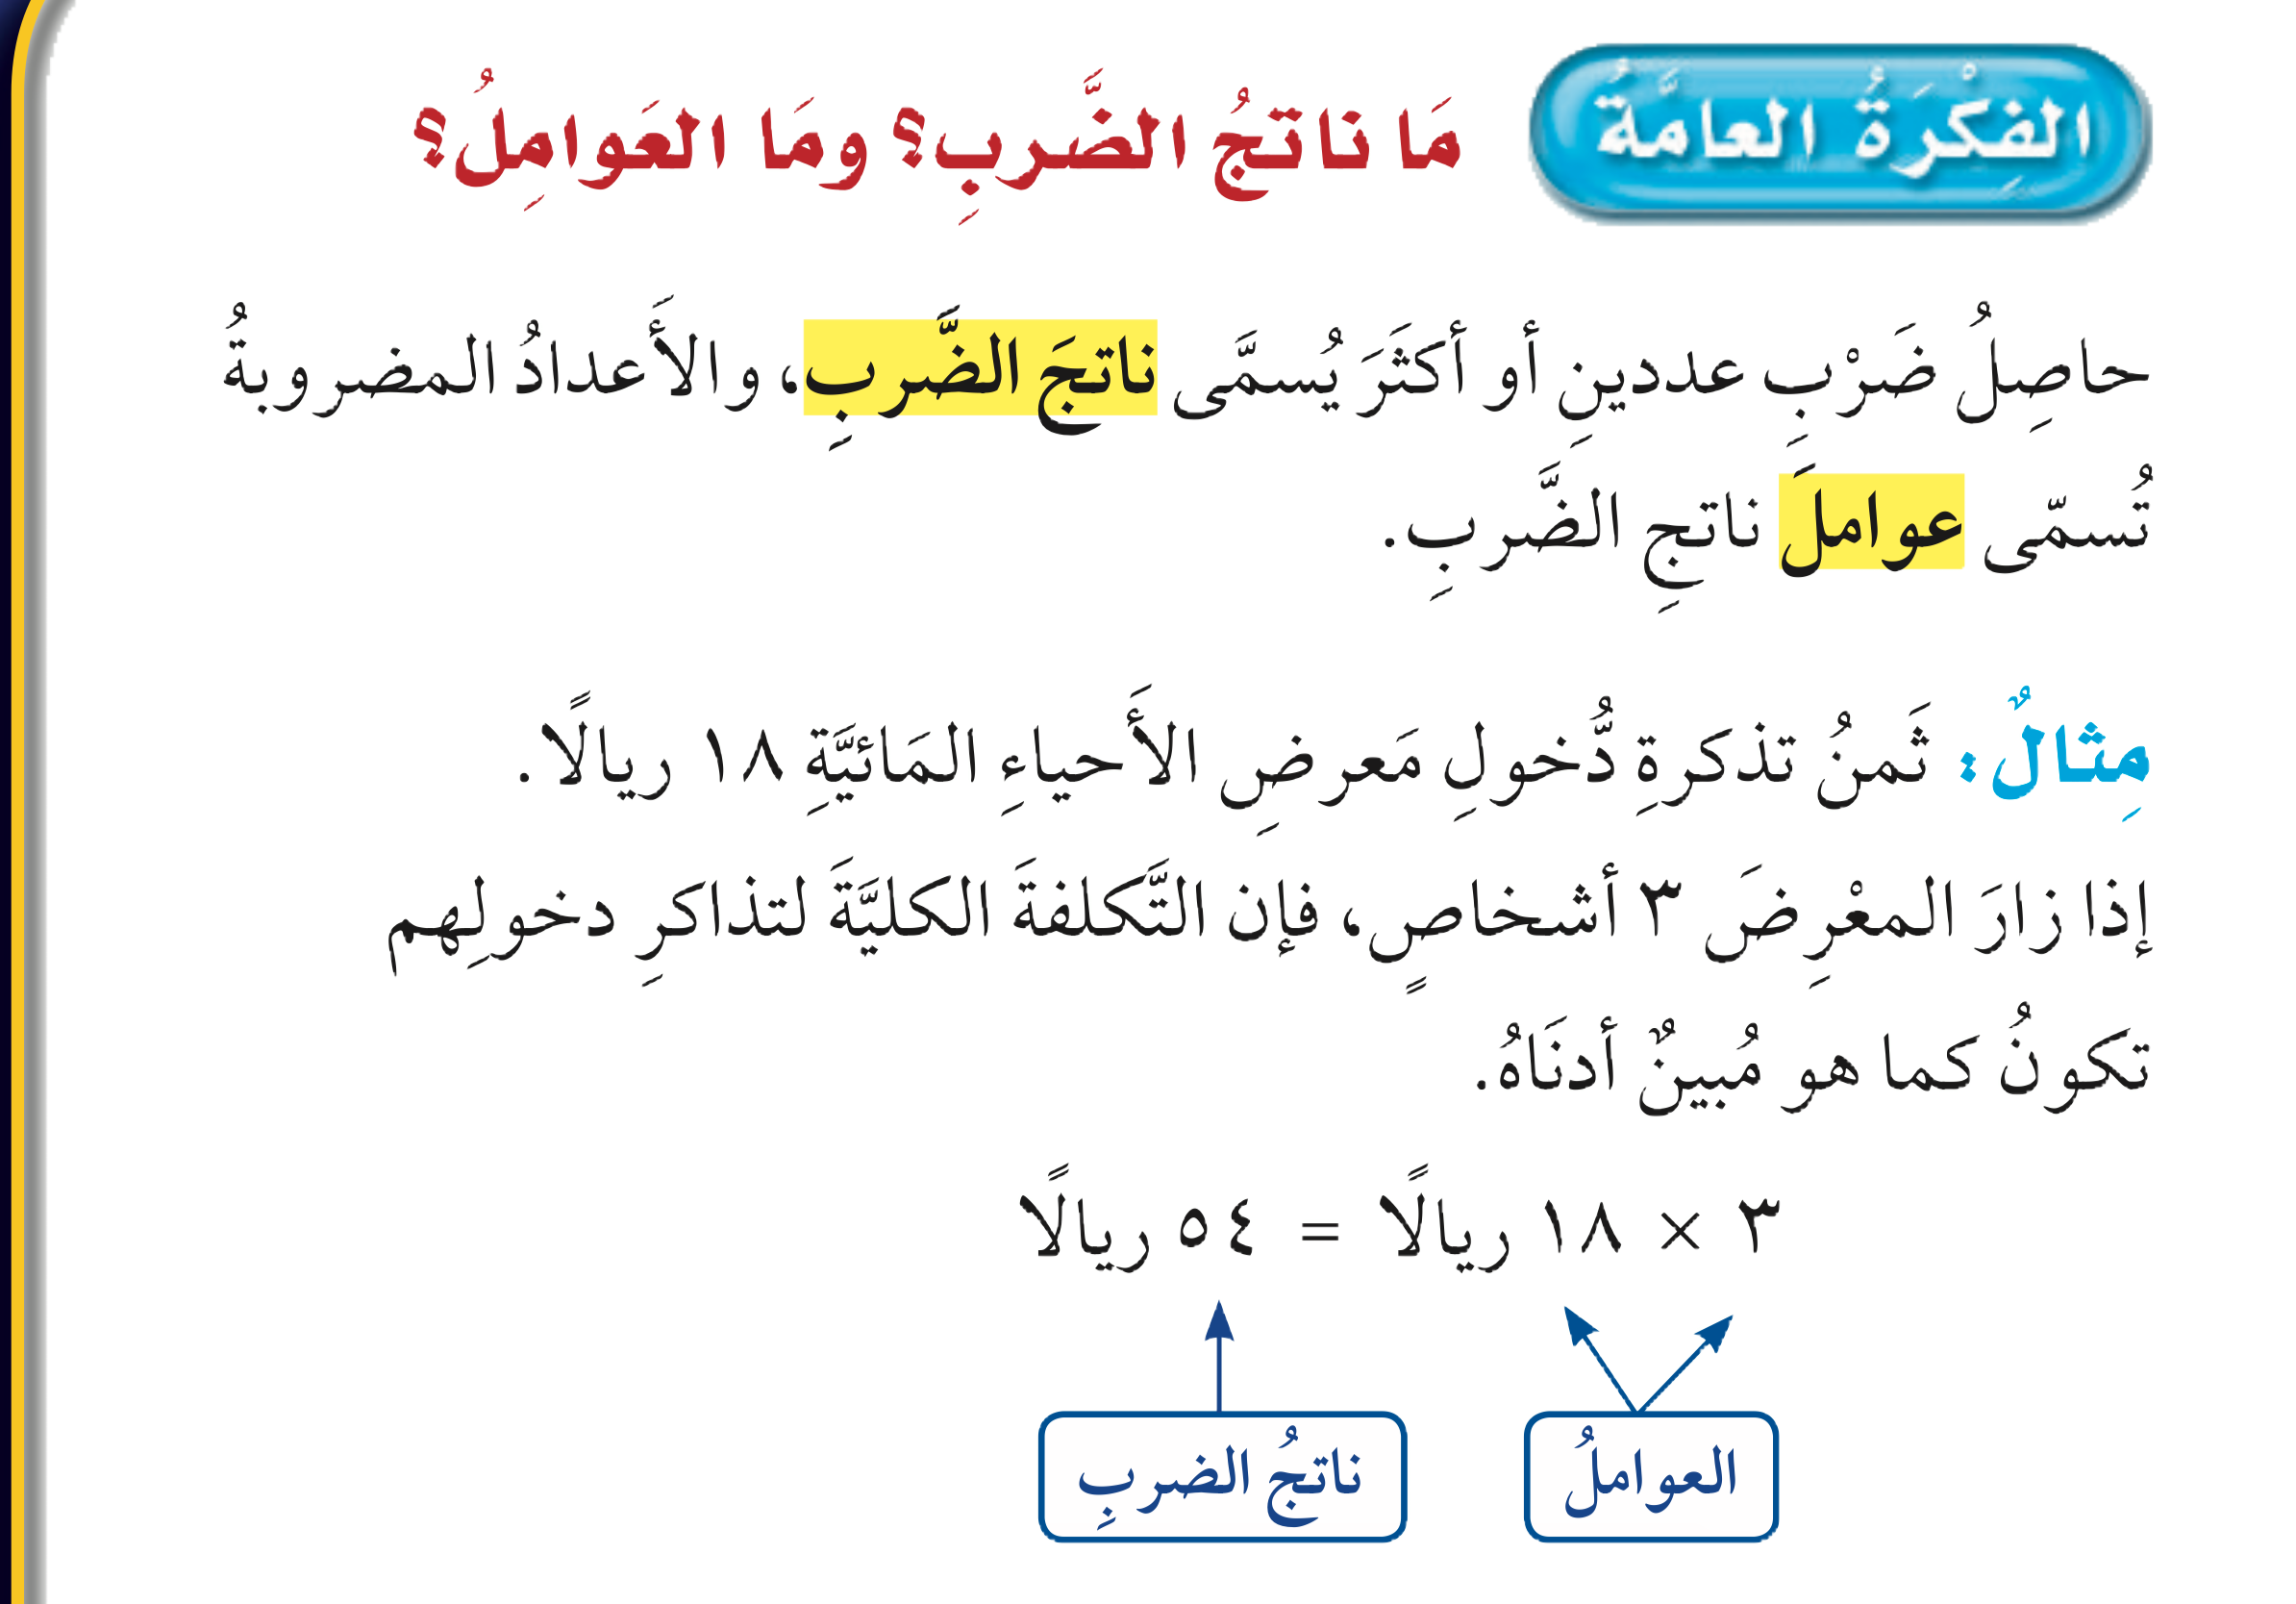 الفِكْرَةُ العامَّةُ مَا ناتجُ الضَّربِ؟ ومَا العَوامِلُ؟
حاصِلُ ضَرْبِ عددينِ أو أكثَرَ يُسمَّى ناتجَ الضَّربِ، والأَعدادُ المضروبةُ
تُسمّى عواملَ ناتجِ الضَّربِ.
مِثالٌ: ثَمنُ تذكرةِ دُّخولِ مَعرضِ الأَحياءِ المَائيَّةِ ١٨ ريالًا.
إذا زارَ المعْرِضَ ٣ أشخاصٍ، فإن التَّكلفةَ الكليَّةَ لتذاكرِ دخولِهم
تكونُ كما هو مُبينٌ أدنَاهُ.
٣ × ١٨ ريالًا = ٥٤ ريالًا
العواملُ ناتجُ الضربِ